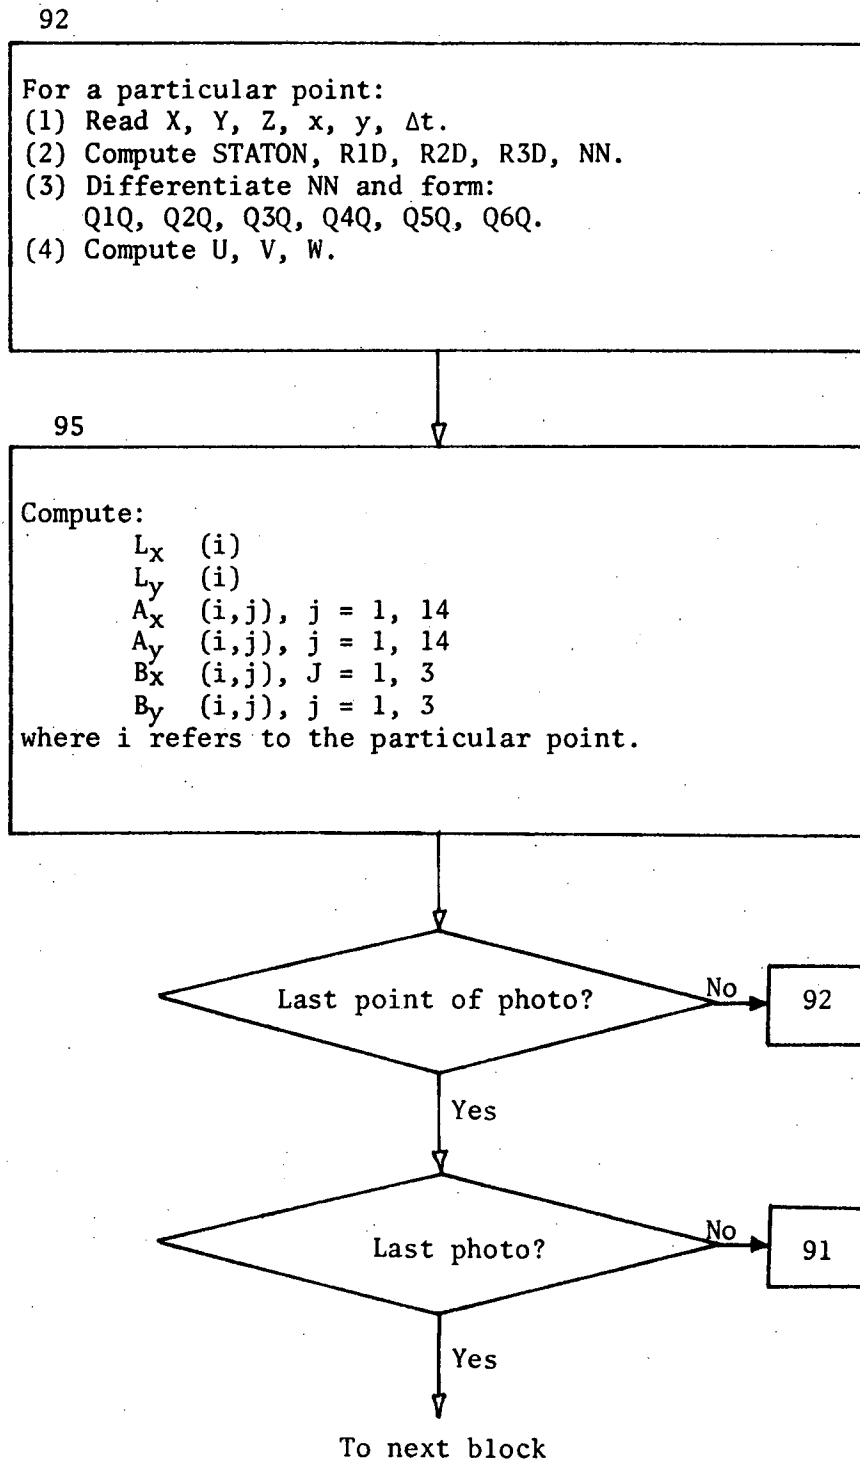 92
For a particular point:
(1) Read X, Y, Z, x, y, Δt.
(2) Compute STATON, R1D, R2D, R3D, NN.
(3) Differentiate NN and form:
Q1Q, Q2Q, Q3Q, Q4Q, Q5Q, Q6Q.
(4) Compute U, V, W.
95
Compute:
Lx (i)
Ly (i)
Ax (i,j), j = 1, 14
Ay (i,j), j = 1, 14
Bx (i,j), J = 1, 3
By (i,j), j = 1, 3
where i refers to the particular point.
Last point of photo?
No
92
Yes
Last photo?
No
91
Yes
To next block